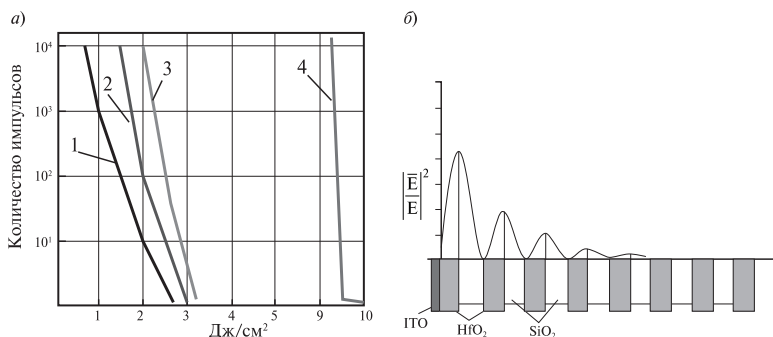 а)
Количество импульсов
10⁴
10³
10²
10¹
1
2
3
4
1 2 3 4 5 9 10
Дж/см²
б)
|E̅/E|²
ITO
HfO₂
SiO₂